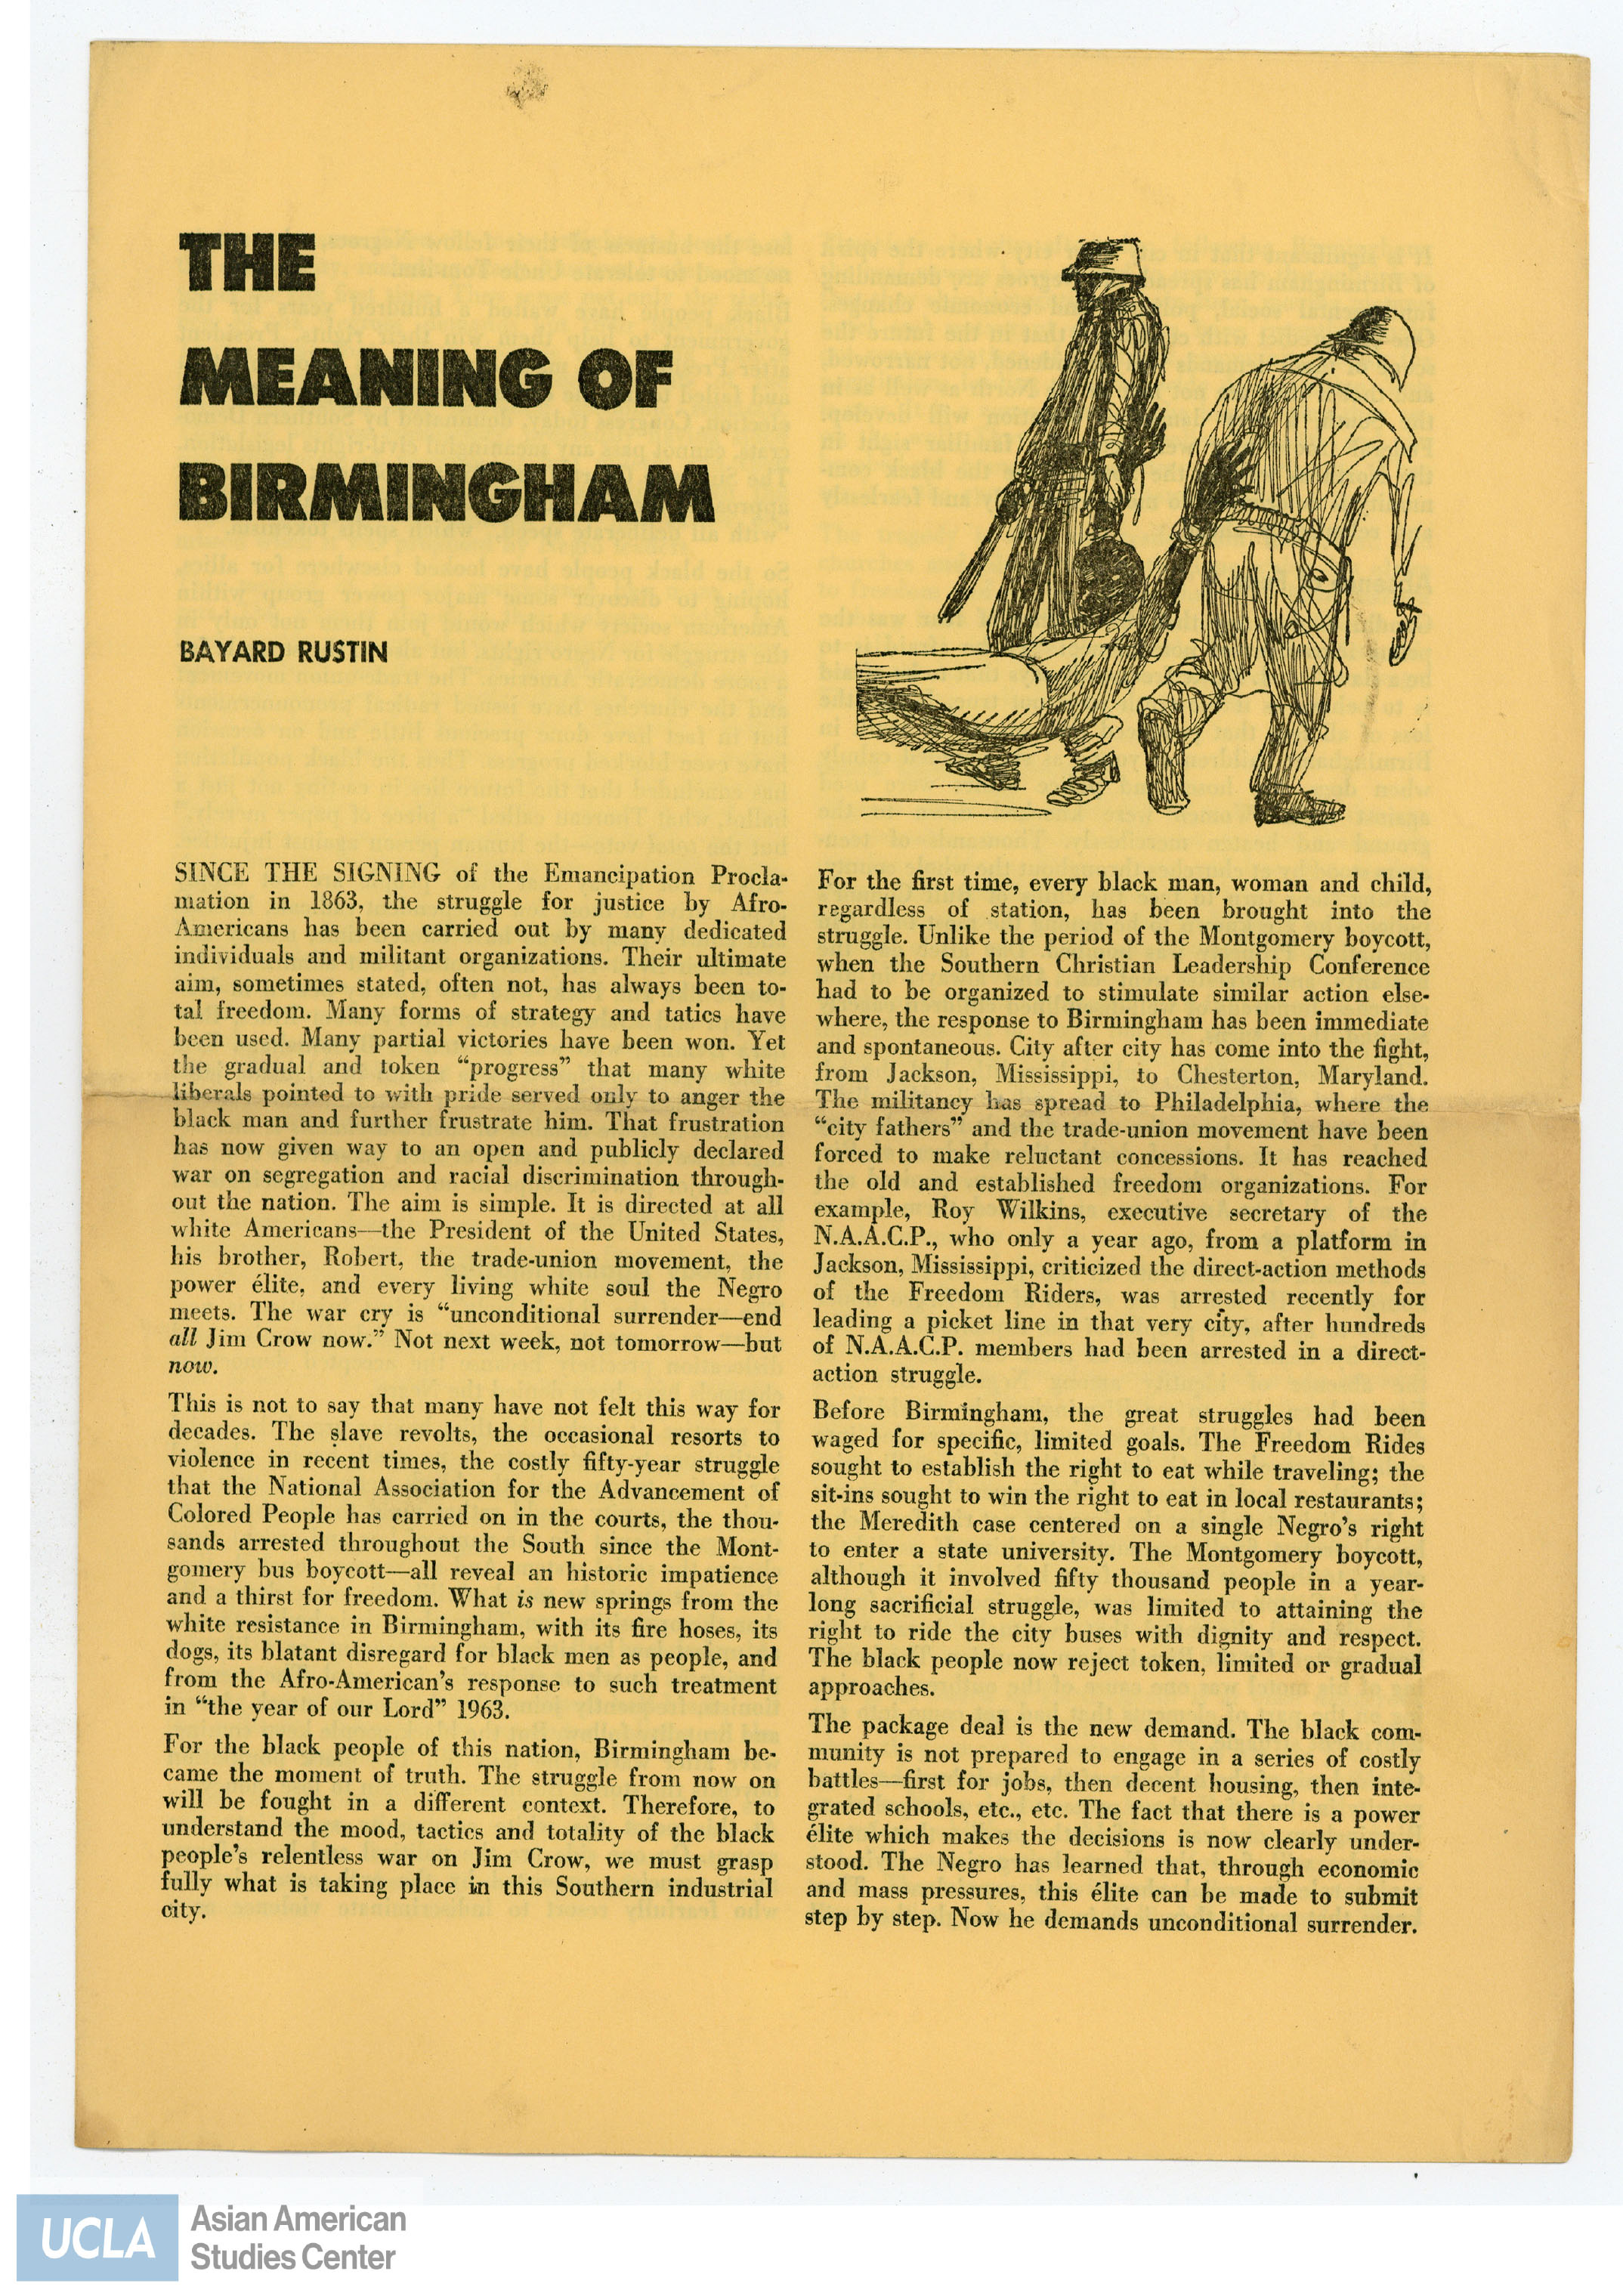 THE
MEANING OF
BIRMINGHAM
BAYARD RUSTIN
SINCE THE SIGNING of the Emancipation Procla-
mation in 1863, the struggle for justice by Afro-
Americans has been carried out by many dedicated
individuals and militant organizations. Their ultimate
aim, sometimes stated, often not, has always been to-
tal freedom. Many forms of strategy and tatics have
been used. Many partial victories have been won. Yet
the gradual and token “progress” that many white
liberals pointed to with pride served only to anger the
black man and further frustrate him. That frustration
has now given way to an open and publicly declared
war on segregation and racial discrimination through-
out the nation. The aim is simple. It is directed at all
white Americans—the President of the United States,
his brother, Robert, the trade-union movement, the
power élite, and every living white soul the Negro
meets. The war cry is “unconditional surrender—end
all Jim Crow now.” Not next week, not tomorrow—but
now.
This is not to say that many have not felt this way for
decades. The slave revolts, the occasional resorts to
violence in recent times, the costly fifty-year struggle
that the National Association for the Advancement of
Colored People has carried on in the courts, the thou-
sands arrested throughout the South since the Mont-
gomery bus boycott—all reveal an historic impatience
and a thirst for freedom. What is new springs from the
white resistance in Birmingham, with its fire hoses, its
dogs, its blatant disregard for black men as people, and
from the Afro-American’s response to such treatment
in “the year of our Lord” 1963.
For the black people of this nation, Birmingham be-
came the moment of truth. The struggle from now on
will be fought in a different context. Therefore, to
understand the mood, tactics and totality of the black
people’s relentless war on Jim Crow, we must grasp
fully what is taking place in this Southern industrial
city.
For the first time, every black man, woman and child,
regardless of station, has been brought into the
struggle. Unlike the period of the Montgomery boycott,
when the Southern Christian Leadership Conference
had to be organized to stimulate similar action else-
where, the response to Birmingham has been immediate
and spontaneous. City after city has come into the fight,
from Jackson, Mississippi, to Chesterton, Maryland.
The militancy has spread to Philadelphia, where the
“city fathers” and the trade-union movement have been
forced to make reluctant concessions. It has reached
the old and established freedom organizations. For
example, Roy Wilkins, executive secretary of the
N.A.A.C.P., who only a year ago, from a platform in
Jackson, Mississippi, criticized the direct-action methods
of the Freedom Riders, was arrested recently for
leading a picket line in that very city, after hundreds
of N.A.A.C.P. members had been arrested in a direct-
action struggle.
Before Birmingham, the great struggles had been
waged for specific, limited goals. The Freedom Rides
sought to establish the right to eat while traveling; the
sit-ins sought to win the right to eat in local restaurants;
the Meredith case centered on a single Negro’s right
to enter a state university. The Montgomery boycott,
although it involved fifty thousand people in a year-
long sacrificial struggle, was limited to attaining the
right to ride the city buses with dignity and respect.
The black people now reject token, limited or gradual
approaches.
The package deal is the new demand. The black com-
munity is not prepared to engage in a series of costly
battles—first for jobs, then decent housing, then inte-
grated schools, etc., etc. The fact that there is a power
élite which makes the decisions is now clearly under-
stood. The Negro has learned that, through economic
and mass pressures, this élite can be made to submit
step by step. Now he demands unconditional surrender.
UCLA
Asian American
Studies Center